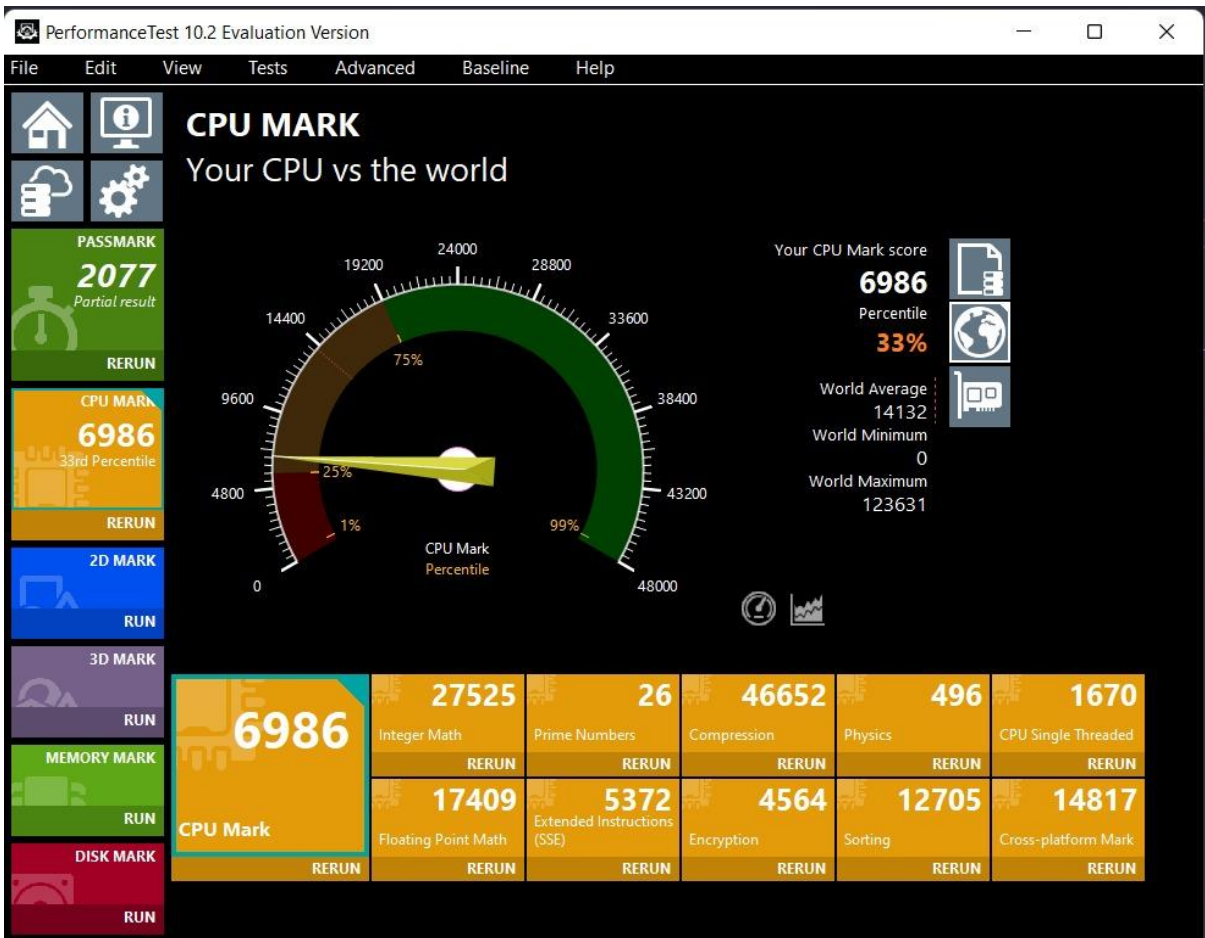 PerformanceTest 10.2 Evaluation Version
File Edit View Tests Advanced Baseline Help
CPU MARK
Your CPU vs the world
PASSMARK
2077
Partial result
RERUN
CPU MARK
6986
33rd Percentile
RERUN
2D MARK
RUN
3D MARK
RUN
MEMORY MARK
RUN
DISK MARK
RUN
0
4800
9600
14400
19200
24000
28800
33600
38400
43200
48000
1%
25%
75%
99%
CPU Mark
Percentile
Your CPU Mark score
6986
Percentile
33%
World Average
14132
World Minimum
0
World Maximum
123631
6986
CPU Mark
RERUN
27525
Integer Math
RERUN
26
Prime Numbers
RERUN
46652
Compression
RERUN
496
Physics
RERUN
1670
CPU Single Threaded
RERUN
17409
Floating Point Math
RERUN
5372
Extended Instructions
(SSE)
RERUN
4564
Encryption
RERUN
12705
Sorting
RERUN
14817
Cross-platform Mark
RERUN